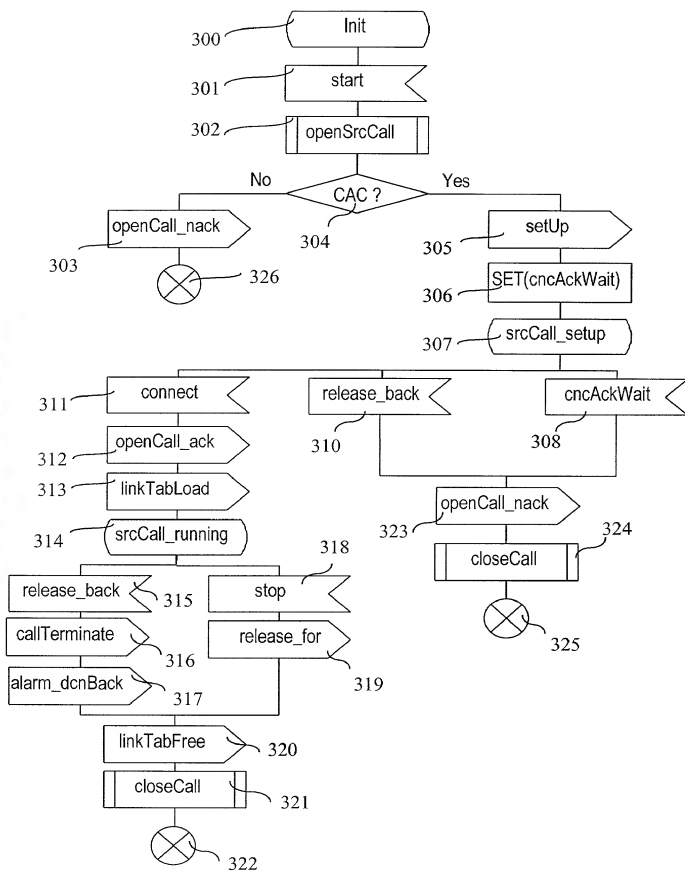 300
Init
301
start
302
openSrcCall
No
CAC ?
Yes
304
openCall_nack
303
326
setUp
305
SET(cncAckWait)
306
srcCall_setup
307
connect
311
release_back
310
cncAckWait
308
openCall_ack
312
linkTabLoad
313
srcCall_running
314
openCall_nack
323
324
closeCall
325
318
release_back
315
stop
callTerminate
316
release_for
319
alarm_dcnBack
317
linkTabFree
320
closeCall
321
322